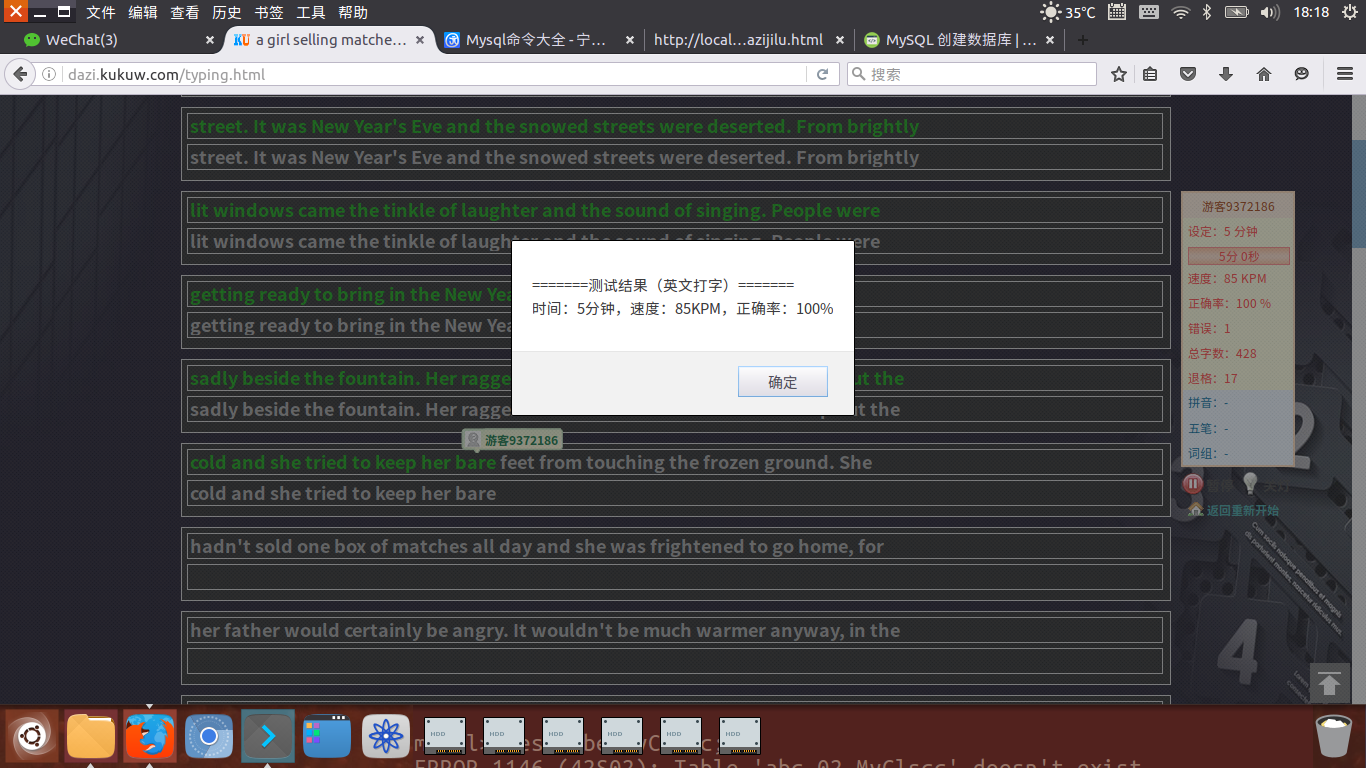 文件 编辑 查看 历史 书签 工具 帮助
35°C
18:18
WeChat(3)
a girl selling matche...
Mysql命令大全 - 宁...
http://local...azijilu.html
MySQL 创建数据库 | ...
dazi.kukuw.com/typing.html
搜索
street. It was New Year's Eve and the snowed streets were deserted. From brightly
street. It was New Year's Eve and the snowed streets were deserted. From brightly
lit windows came the tinkle of laughter and the sound of singing. People were
lit windows came the tinkle of laughter and the sound of singing. People were
getting ready to bring in the New Yea
getting ready to bring in the New Yea
sadly beside the fountain. Her ragge
ut the
sadly beside the fountain. Her ragge
ut the
游客9372186
cold and she tried to keep her bare feet from touching the frozen ground. She
cold and she tried to keep her bare
hadn't sold one box of matches all day and she was frightened to go home, for
her father would certainly be angry. It wouldn't be much warmer anyway, in the
=======测试结果（英文打字）=======
时间：5分钟，速度：85KPM，正确率：100%
确定
游客9372186
设定：5 分钟
5分 0秒
速度：85 KPM
正确率：100 %
错误：1
总字数：428
退格：17
拼音：-
五笔：-
词组：-
暂停
返回重新开始
2
4
HDD
HDD
HDD
HDD
HDD
HDD
ERROR 1146 (42S02): Table 'abc_02.MyClscc' doesn't exist